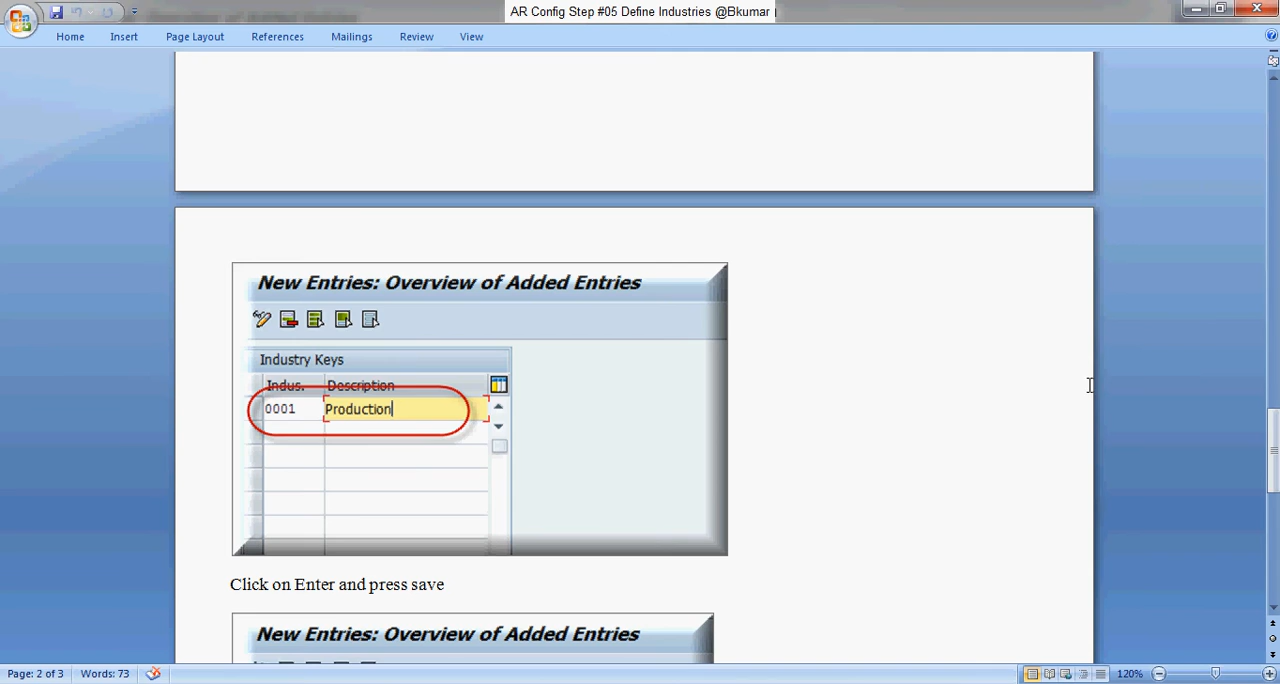 AR Config Step #05 Define Industries @Bkumar
Home Insert Page Layout References Mailings Review View
New Entries: Overview of Added Entries
Industry Keys
Indus. Description
0001 Production
Click on Enter and press save
New Entries: Overview of Added Entries
Page: 2 of 3 Words: 73 120%